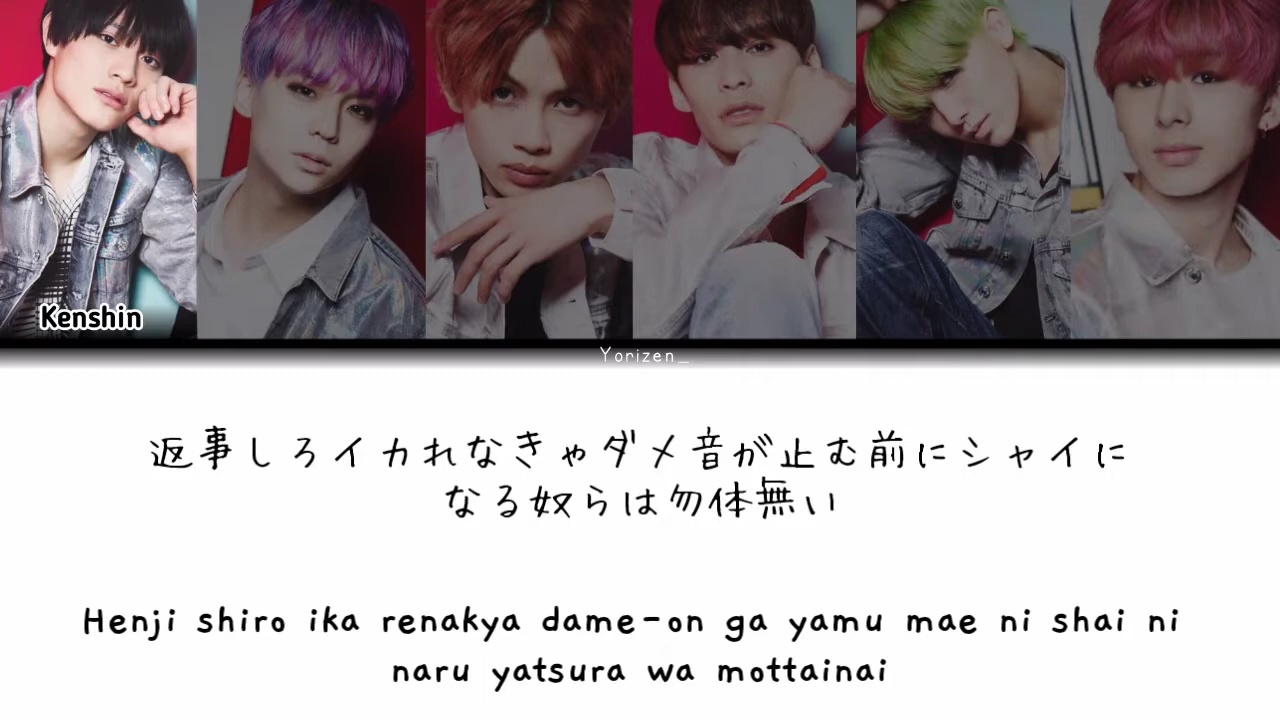 Kenshin
Yorizen_
返事しろイカれなきゃダメ音が止む前にシャイに
なる奴らは勿体無い
Henji shiro ika renakya dame-on ga yamu mae ni shai ni
naru yatsura wa mottainai